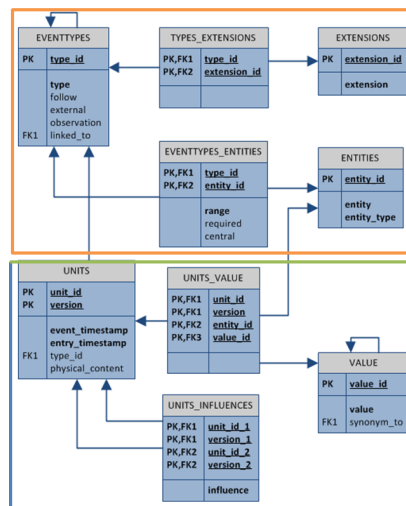 EVENTTYPES
PK type_id
type
follow
external
observation
FK1 linked_to
TYPES_EXTENSIONS
PK,FK1 type_id
PK,FK2 extension_id
EXTENSIONS
PK extension_id
extension
EVENTTYPES_ENTITIES
PK,FK1 type_id
PK,FK2 entity_id
range
required
central
ENTITIES
PK entity_id
entity
entity_type
UNITS
PK unit_id
PK version
event_timestamp
entry_timestamp
FK1 type_id
physical_content
UNITS_VALUE
PK,FK1 unit_id
PK,FK1 version
PK,FK2 entity_id
PK,FK3 value_id
VALUE
PK value_id
value
FK1 synonym_to
UNITS_INFLUENCES
PK,FK1 unit_id_1
PK,FK1 version_1
PK,FK2 unit_id_2
PK,FK2 version_2
influence